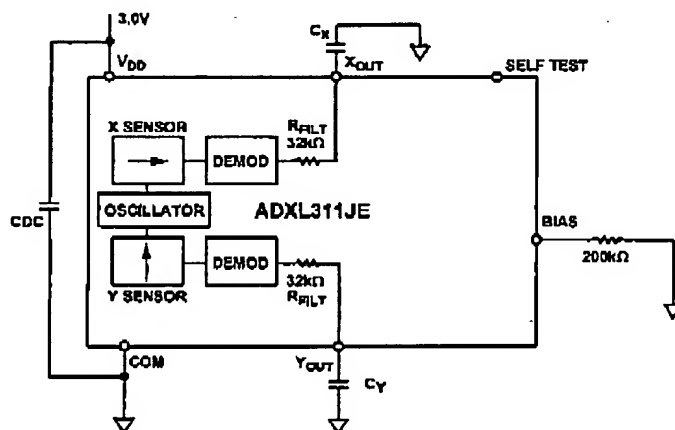 3,0V
CX
VDD
XOUT
SELF TEST
X SENSOR
RFILT
32kΩ
DEMOD
OSCILLATOR
ADXL311JE
CDC
BIAS
200kΩ
DEMOD
Y SENSOR
32kΩ
RFILT
COM
YOUT
CY